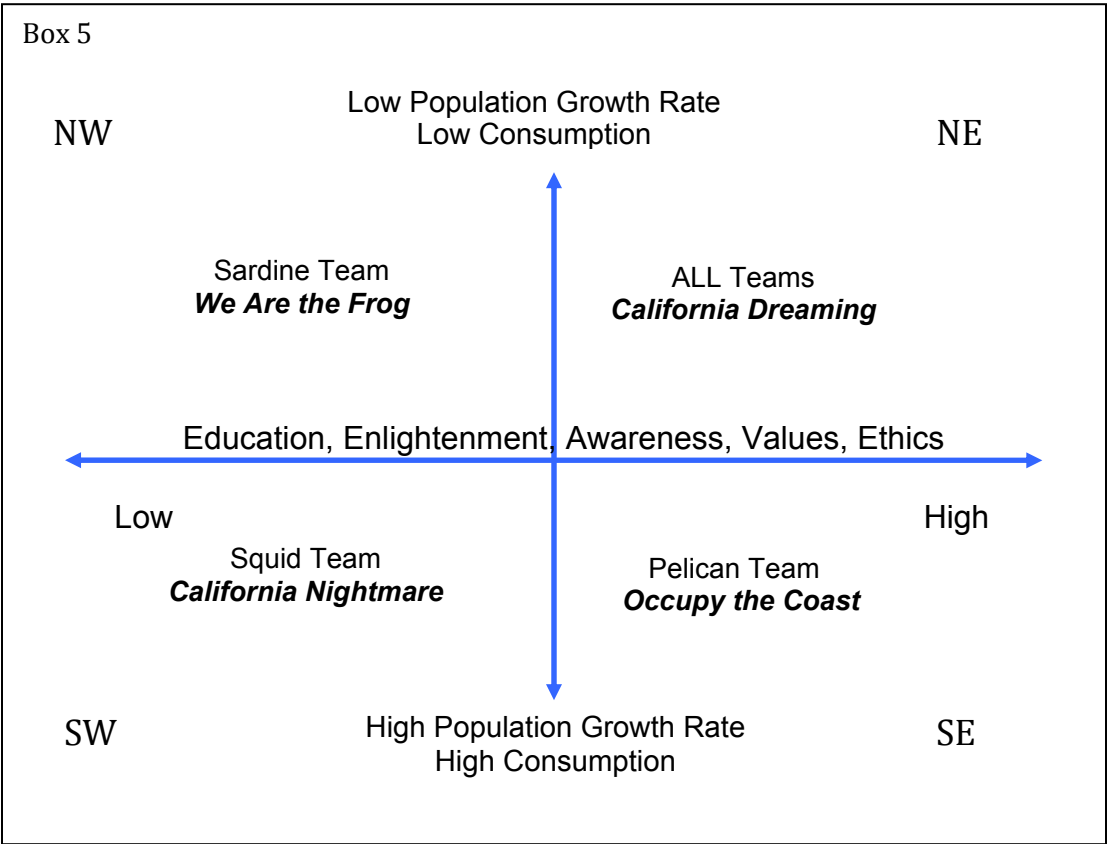 Box 5
Low Population Growth Rate
Low Consumption
NW
NE
Sardine Team
We Are the Frog
ALL Teams
California Dreaming
Education, Enlightenment, Awareness, Values, Ethics
Low
High
Squid Team
California Nightmare
Pelican Team
Occupy the Coast
SW
High Population Growth Rate
High Consumption
SE